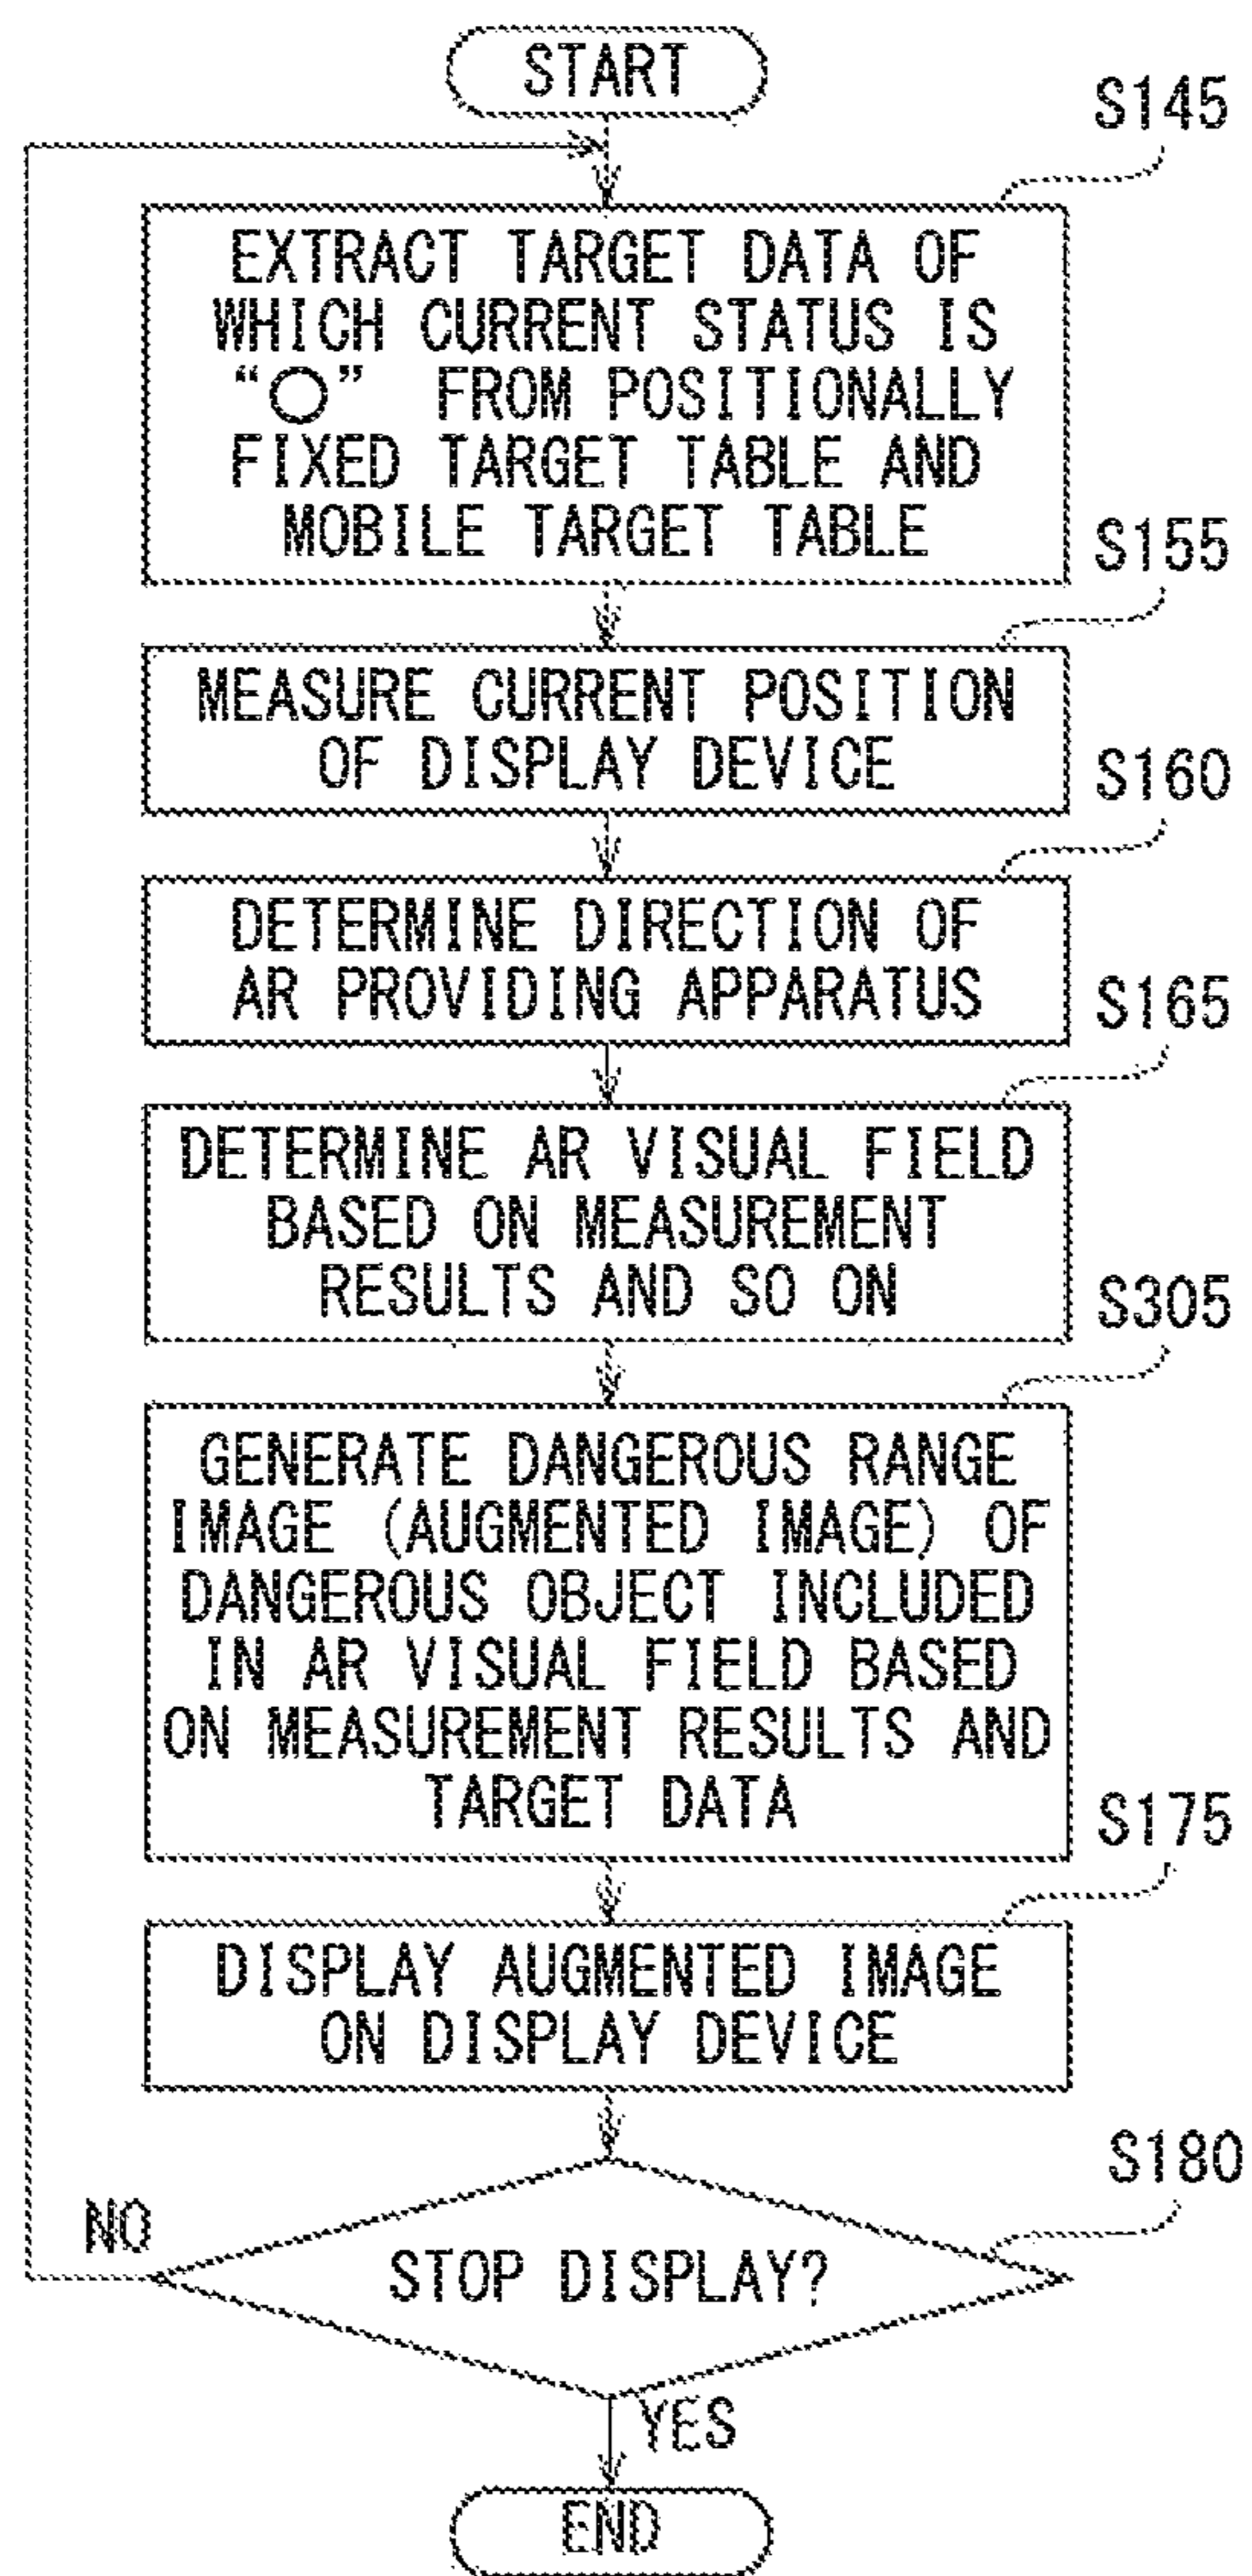 START
S145
EXTRACT TARGET DATA OF
WHICH CURRENT STATUS IS
“○” FROM POSITIONALLY
FIXED TARGET TABLE AND
MOBILE TARGET TABLE
S155
MEASURE CURRENT POSITION
OF DISPLAY DEVICE
S160
DETERMINE DIRECTION OF
AR PROVIDING APPARATUS
S165
DETERMINE AR VISUAL FIELD
BASED ON MEASUREMENT
RESULTS AND SO ON
S305
GENERATE DANGEROUS RANGE
IMAGE (AUGMENTED IMAGE) OF
DANGEROUS OBJECT INCLUDED
IN AR VISUAL FIELD BASED
ON MEASUREMENT RESULTS AND
TARGET DATA
S175
DISPLAY AUGMENTED IMAGE
ON DISPLAY DEVICE
S180
NO
STOP DISPLAY?
YES
END